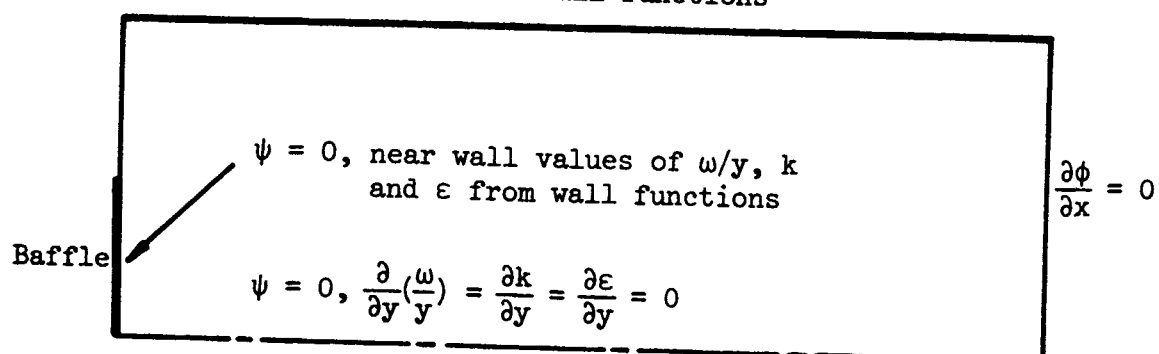 ψ = 0, near wall values of ω/y, k
and ε from wall functions
∂φ/∂x = 0
Baffle
ψ = 0, ∂/∂y(ω/y) = ∂k/∂y = ∂ε/∂y = 0